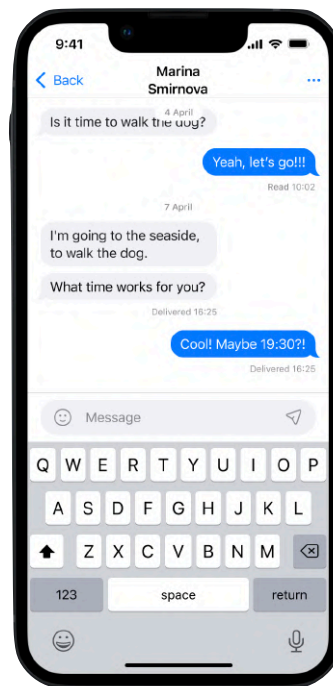 9:41
Back
Marina
Smirnova
4 April
Is it time to walk the dog?
Yeah, let's go!!!
Read 10:02
7 April
I'm going to the seaside,
to walk the dog.
What time works for you?
Delivered 16:25
Cool! Maybe 19:30?!
Delivered 16:25
Message
Q W E R T Y U I O P
A S D F G H J K L
Z X C V B N M
123 space return